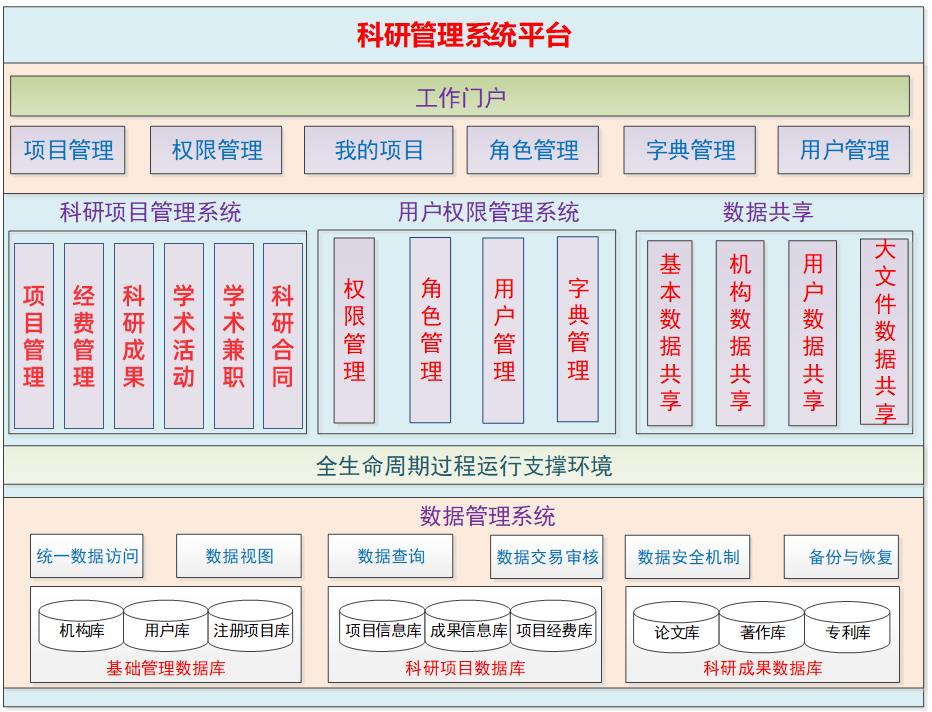 科研管理系统平台
工作门户
项目管理
权限管理
我的项目
角色管理
字典管理
用户管理
科研项目管理系统
用户权限管理系统
数据共享
项目管理
经费管理
科研成果
学术活动
学术兼职
科研合同
权限管理
角色管理
用户管理
字典管理
基本数据共享
机构数据共享
用户数据共享
大文件数据共享
全生命周期过程运行支撑环境
数据管理系统
统一数据访问
数据视图
数据查询
数据交易审核
数据安全机制
备份与恢复
机构库
用户库
注册项目库
项目信息库
成果信息库
项目经费库
论文库
著作库
专利库
基础管理数据库
科研项目数据库
科研成果数据库